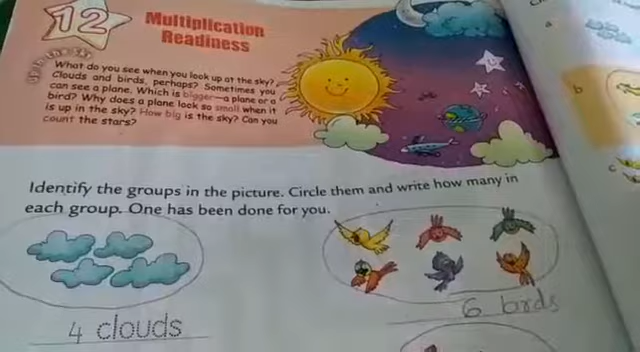 12
Multiplication
Readiness
Up in the Sky
What do you see when you look up at the sky?
Clouds and birds, perhaps? Sometimes you
can see a plane. Which is bigger—a plane or a
bird? Why does a plane look so small when it
is up in the sky? How big is the sky? Can you
count the stars?
Identify the groups in the picture. Circle them and write how many in
each group. One has been done for you.
4 clouds
6 birds
a
b
c